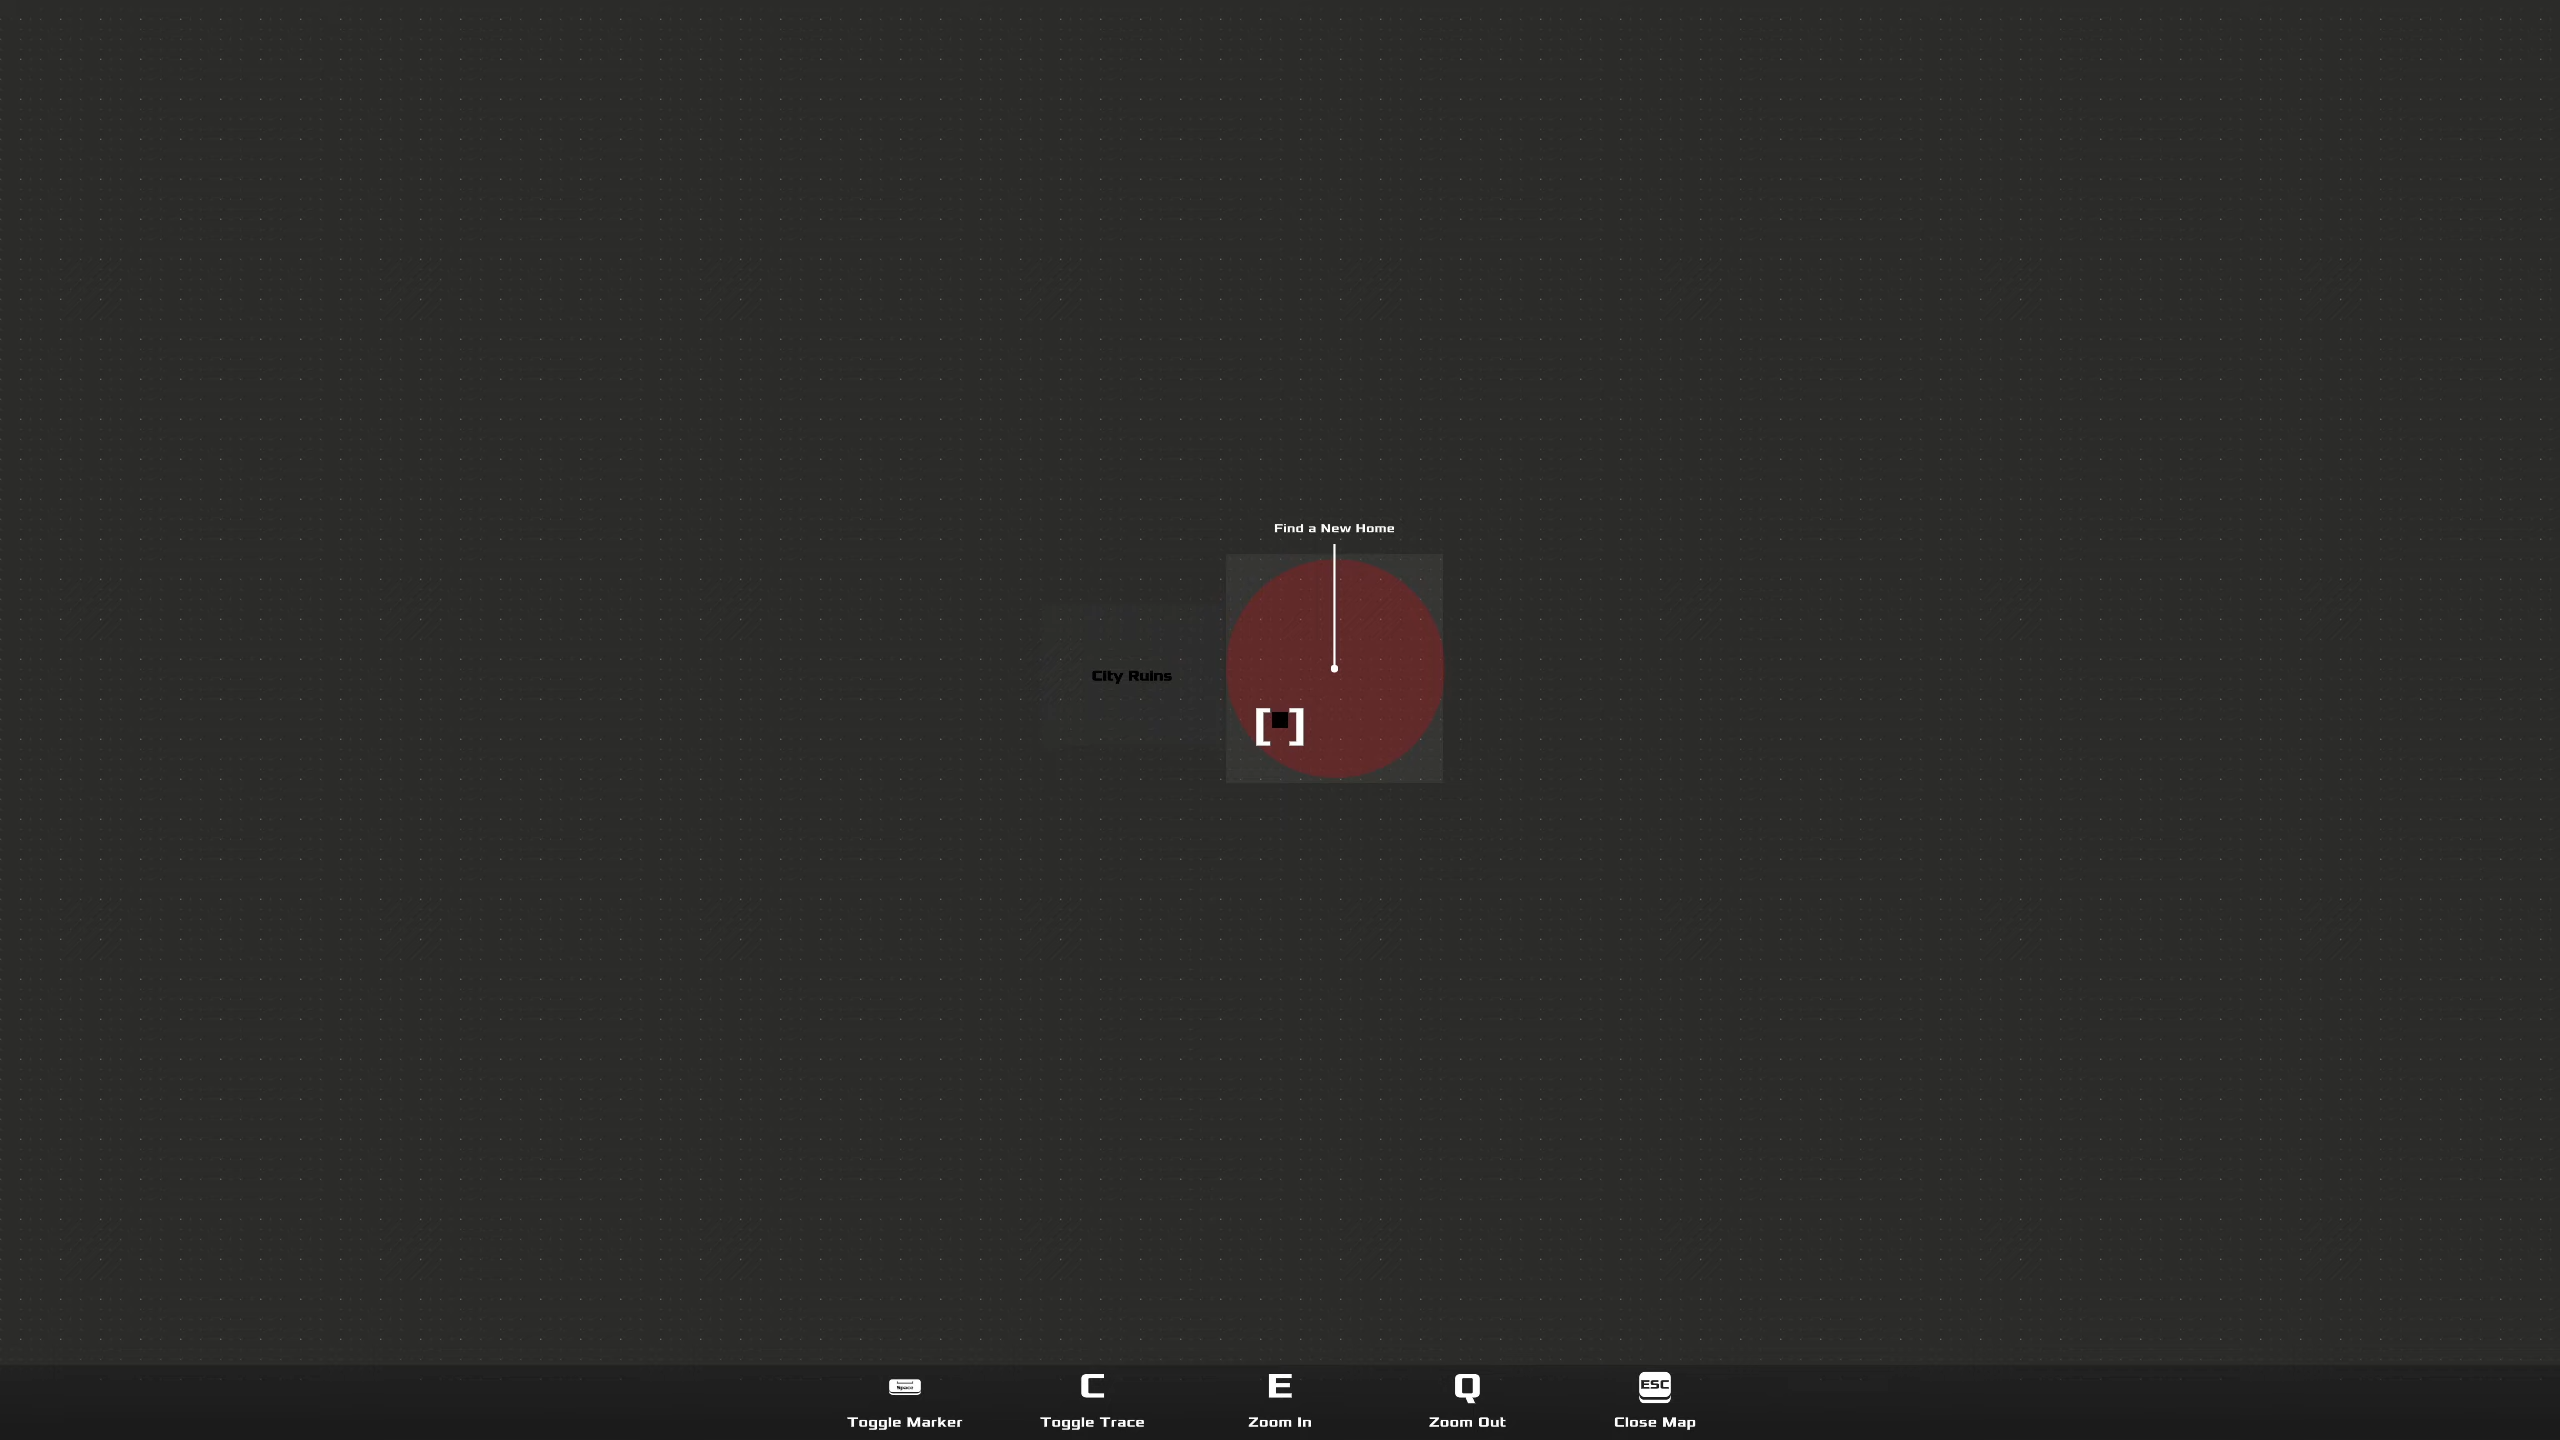 Find a New Home
City Ruins
[ ]
Space
C
E
Q
ESC
Toggle Marker
Toggle Trace
Zoom In
Zoom Out
Close Map